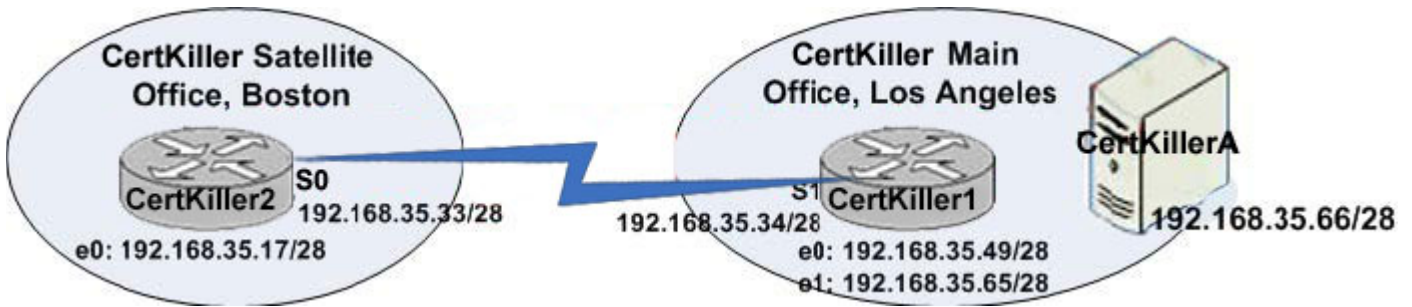 CertKiller Satellite
Office, Boston
CertKiller2
S0
192.168.35.33/28
e0: 192.168.35.17/28
CertKiller Main
Office, Los Angeles
CertKillerA
S1
CertKiller1
192.168.35.34/28
192.168.35.66/28
e0: 192.168.35.49/28
e1: 192.168.35.65/28